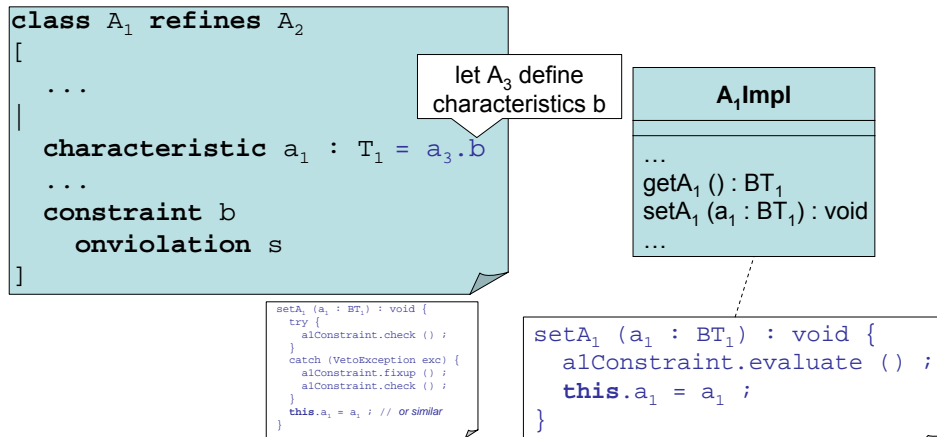 class A₁ refines A₂
[
...
|
characteristic a₁ : T₁ = a₃.b
...
constraint b
onviolation s
]
let A₃ define
characteristics b
A₁Impl
...
getA₁ () : BT₁
setA₁ (a₁ : BT₁) : void
...
setA₁ (a₁ : BT₁) : void {
try {
a1Constraint.check () ;
}
catch (VetoException exc) {
a1Constraint.fixup () ;
a1Constraint.check () ;
}
this.a₁ = a₁ ; // or similar
}
setA₁ (a₁ : BT₁) : void {
a1Constraint.evaluate () ;
this.a₁ = a₁ ;
}